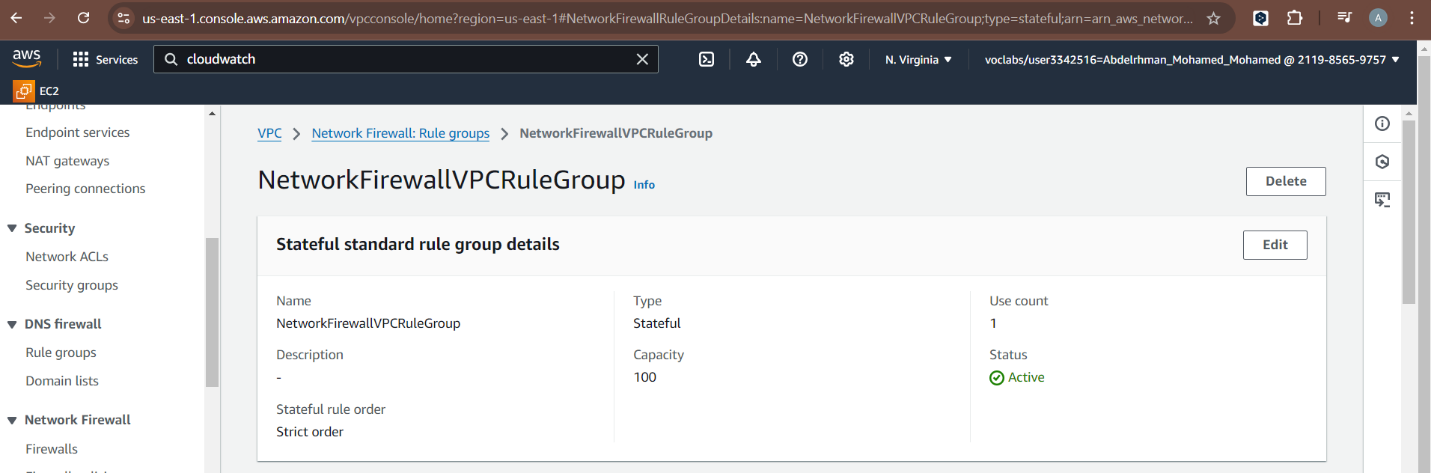 us-east-1.console.aws.amazon.com/vpcconsole/home?region=us-east-1#NetworkFirewallRuleGroupDetails:name=NetworkFirewallVPCRuleGroup;type=stateful;arn=arn_aws_networ...
A
aws
Services
cloudwatch
N. Virginia
voclabs/user3342516=Abdelrhman_Mohamed_Mohamed @ 2119-8565-9757
EC2
Endpoints
Endpoint services
NAT gateways
Peering connections
Security
Network ACLs
Security groups
DNS firewall
Rule groups
Domain lists
Network Firewall
Firewalls
VPC > Network Firewall: Rule groups > NetworkFirewallVPCRuleGroup
NetworkFirewallVPCRuleGroup Info
Delete
Stateful standard rule group details
Edit
Name
NetworkFirewallVPCRuleGroup
Description
-
Stateful rule order
Strict order
Type
Stateful
Capacity
100
Use count
1
Status
Active